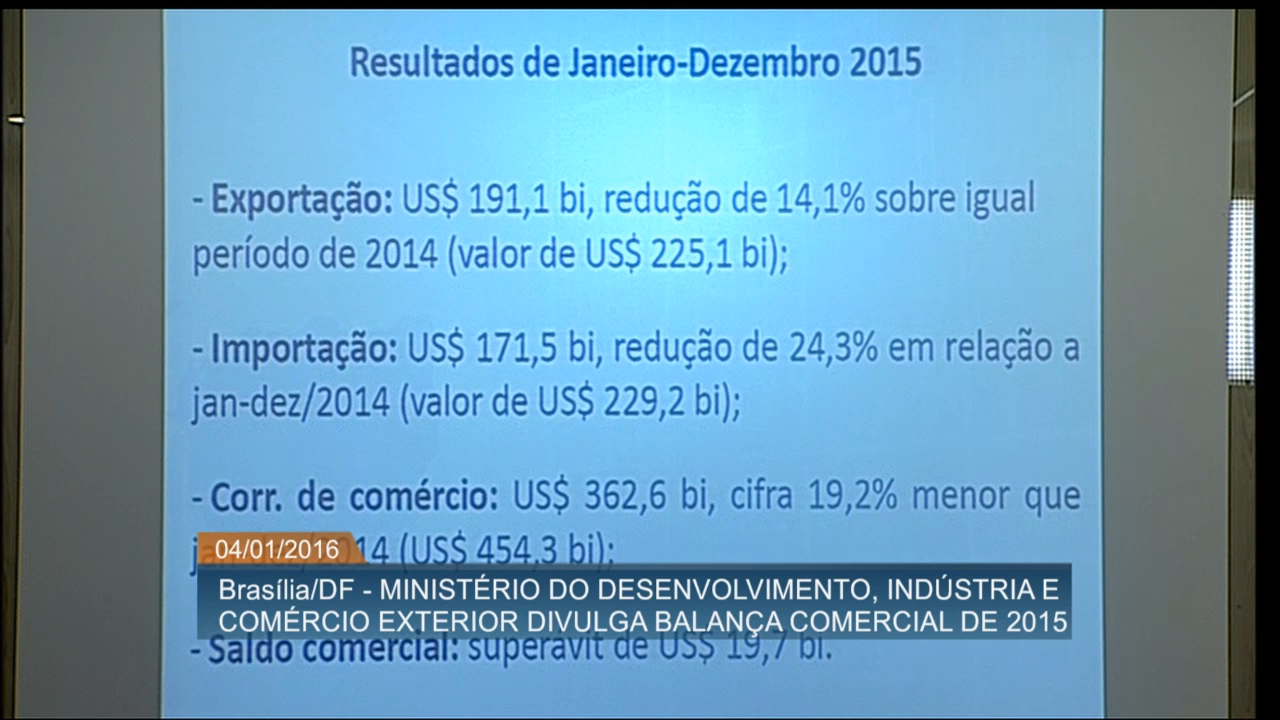 Resultados de Janeiro-Dezembro 2015
- Exportação: US$ 191,1 bi, redução de 14,1% sobre igual
período de 2014 (valor de US$ 225,1 bi);
- Importação: US$ 171,5 bi, redução de 24,3% em relação a
jan-dez/2014 (valor de US$ 229,2 bi);
- Corr. de comércio: US$ 362,6 bi, cifra 19,2% menor que
jan-dez/2014 (US$ 454,3 bi);
04/01/2016
Brasília/DF - MINISTÉRIO DO DESENVOLVIMENTO, INDÚSTRIA E
COMÉRCIO EXTERIOR DIVULGA BALANÇA COMERCIAL DE 2015
- Saldo comercial: superavit de US$ 19,7 bi.